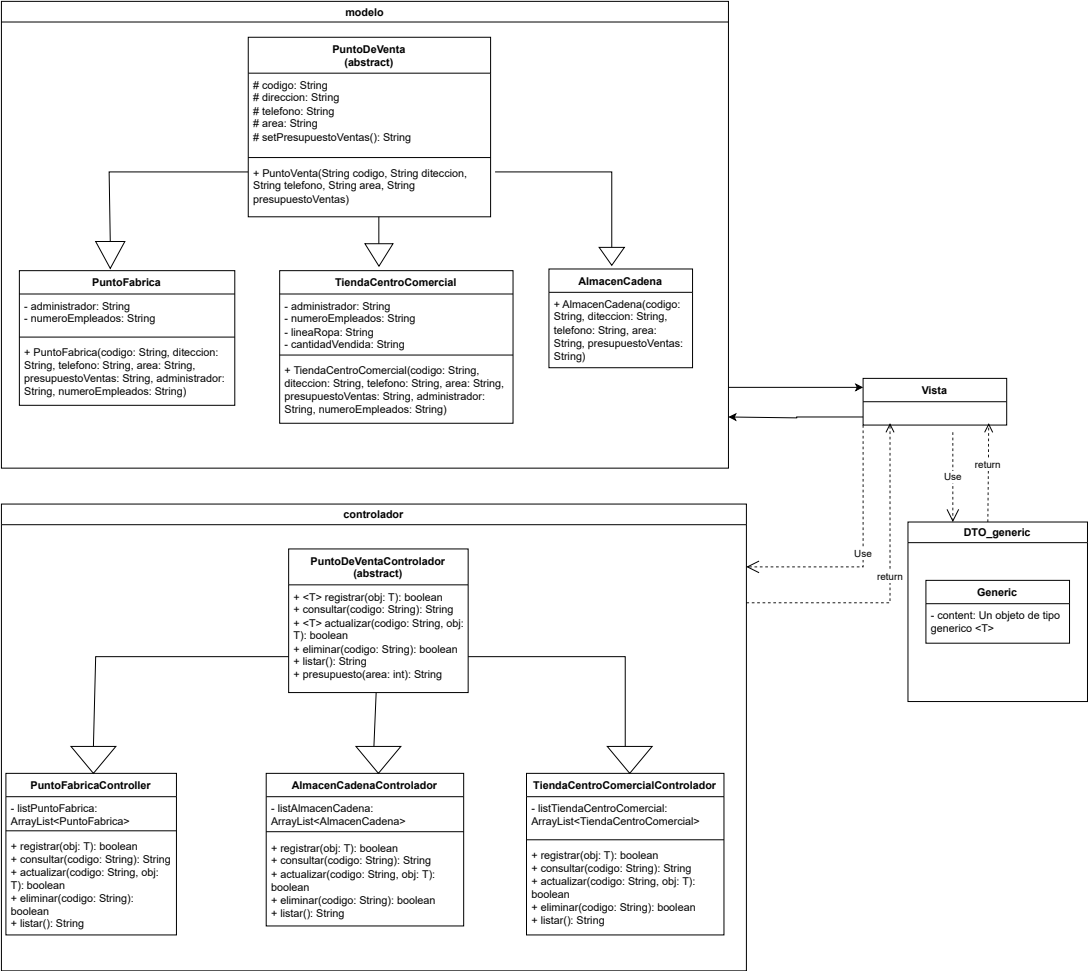 modelo
PuntoDeVenta
(abstract)
# codigo: String
# direccion: String
# telefono: String
# area: String
# setPresupuestoVentas(): String
+ PuntoVenta(String codigo, String diteccion,
String telefono, String area, String
presupuestoVentas)
PuntoFabrica
- administrador: String
- numeroEmpleados: String
+ PuntoFabrica(codigo: String, diteccion:
String, telefono: String, area: String,
presupuestoVentas: String, administrador:
String, numeroEmpleados: String)
TiendaCentroComercial
- administrador: String
- numeroEmpleados: String
- lineaRopa: String
- cantidadVendida: String
+ TiendaCentroComercial(codigo: String,
diteccion: String, telefono: String, area: String,
presupuestoVentas: String, administrador:
String, numeroEmpleados: String)
AlmacenCadena
+ AlmacenCadena(codigo:
String, diteccion: String,
telefono: String, area:
String, presupuestoVentas:
String)
Vista
Use
return
Use
return
DTO_generic
Generic
- content: Un objeto de tipo
generico <T>
controlador
PuntoDeVentaControlador
(abstract)
+ <T> registrar(obj: T): boolean
+ consultar(codigo: String): String
+ <T> actualizar(codigo: String, obj:
T): boolean
+ eliminar(codigo: String): boolean
+ listar(): String
+ presupuesto(area: int): String
PuntoFabricaController
- listPuntoFabrica:
ArrayList<PuntoFabrica>
+ registrar(obj: T): boolean
+ consultar(codigo: String): String
+ actualizar(codigo: String, obj:
T): boolean
+ eliminar(codigo: String):
boolean
+ listar(): String
AlmacenCadenaControlador
- listAlmacenCadena:
ArrayList<AlmacenCadena>
+ registrar(obj: T): boolean
+ consultar(codigo: String): String
+ actualizar(codigo: String, obj: T):
boolean
+ eliminar(codigo: String): boolean
+ listar(): String
TiendaCentroComercialControlador
- listTiendaCentroComercial:
ArrayList<TiendaCentroComercial>
+ registrar(obj: T): boolean
+ consultar(codigo: String): String
+ actualizar(codigo: String, obj: T):
boolean
+ eliminar(codigo: String): boolean
+ listar(): String